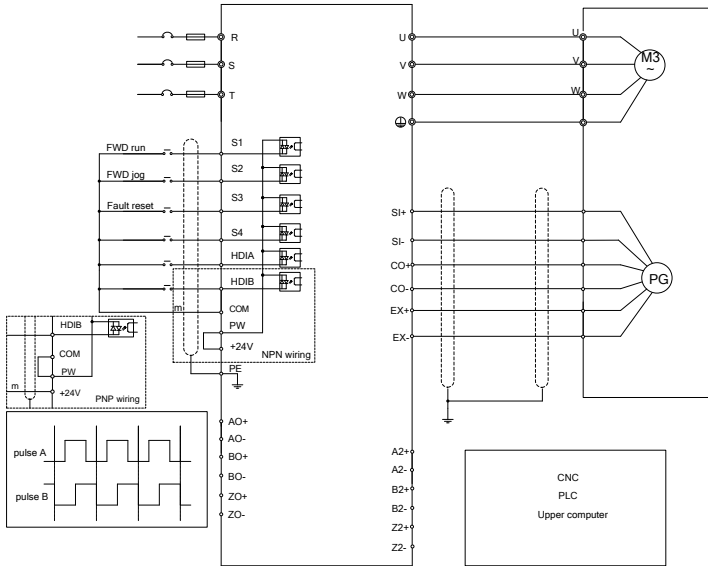 R
S
T
U
V
W
U
V
W
M3
~
FWD run
FWD jog
Fault reset
S1
S2
S3
S4
HDIA
HDIB
m
COM
PW
+24V
NPN wiring
PE
HDIB
COM
PW
m
+24V
PNP wiring
SI+
SI-
CO+
CO-
EX+
EX-
PG
pulse A
pulse B
AO+
AO-
BO+
BO-
ZO+
ZO-
A2+
A2-
B2+
B2-
Z2+
Z2-
CNC
PLC
Upper computer